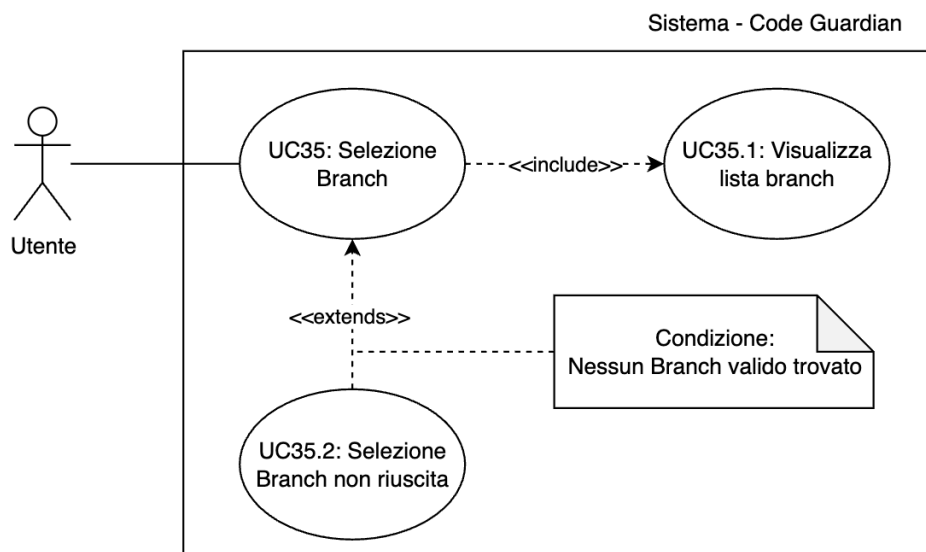 Sistema - Code Guardian
UC35: Selezione
Branch
<<include>>
UC35.1: Visualizza
lista branch
Utente
<<extends>>
Condizione:
Nessun Branch valido trovato
UC35.2: Selezione
Branch non riuscita